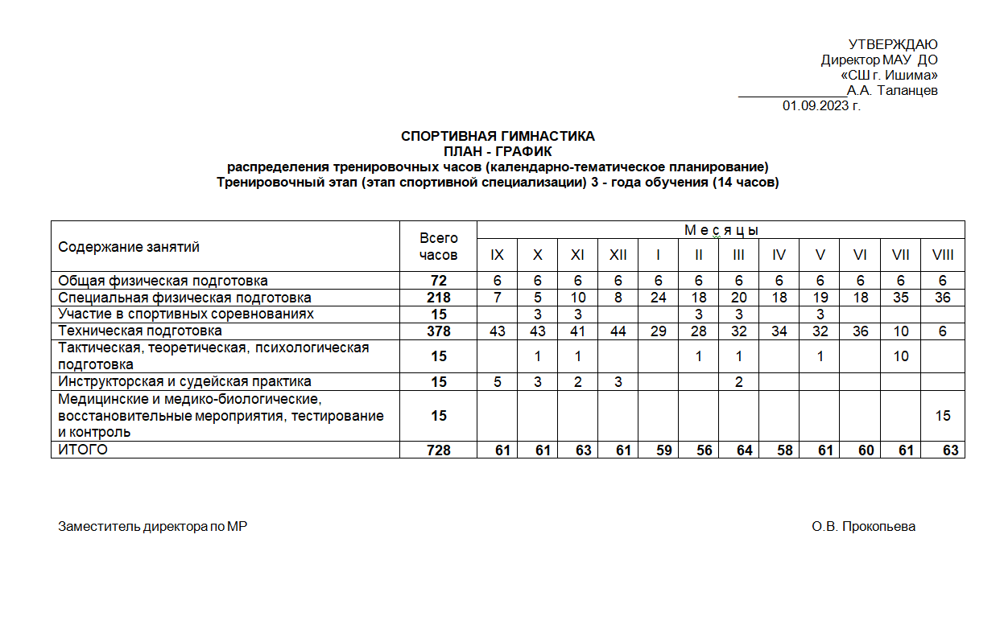 УТВЕРЖДАЮ
Директор МАУ ДО
«СШ г. Ишима»
_______________А.А. Таланцев
01.09.2023 г.
СПОРТИВНАЯ ГИМНАСТИКА
ПЛАН - ГРАФИК
распределения тренировочных часов (календарно-тематическое планирование)
Тренировочный этап (этап спортивной специализации) 3 - года обучения (14 часов)
Содержание занятий Всего часов М е с я ц ы
IX X XI XII I II III IV V VI VII VIII
Общая физическая подготовка 72 6 6 6 6 6 6 6 6 6 6 6 6
Специальная физическая подготовка 218 7 5 10 8 24 18 20 18 19 18 35 36
Участие в спортивных соревнованиях 15 3 3 3 3 3
Техническая подготовка 378 43 43 41 44 29 28 32 34 32 36 10 6
Тактическая, теоретическая, психологическая
подготовка 15 1 1 1 1 1 10
Инструкторская и судейская практика 15 5 3 2 3 2
Медицинские и медико-биологические,
восстановительные мероприятия, тестирование 15 15
и контроль
ИТОГО 728 61 61 63 61 59 56 64 58 61 60 61 63
Заместитель директора по МР О.В. Прокопьева